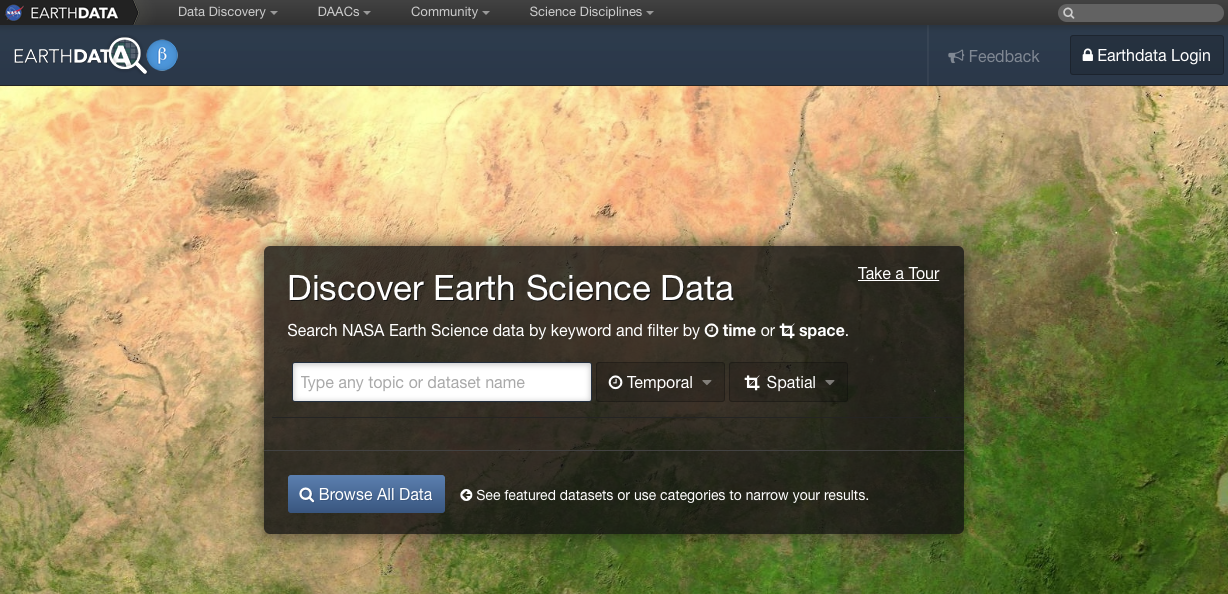 NASA EARTHDATA Data Discovery DAACs Community Science Disciplines
EARTHDATA β Feedback Earthdata Login
Take a Tour
Discover Earth Science Data
Search NASA Earth Science data by keyword and filter by time or space.
Type any topic or dataset name Temporal Spatial
Browse All Data See featured datasets or use categories to narrow your results.